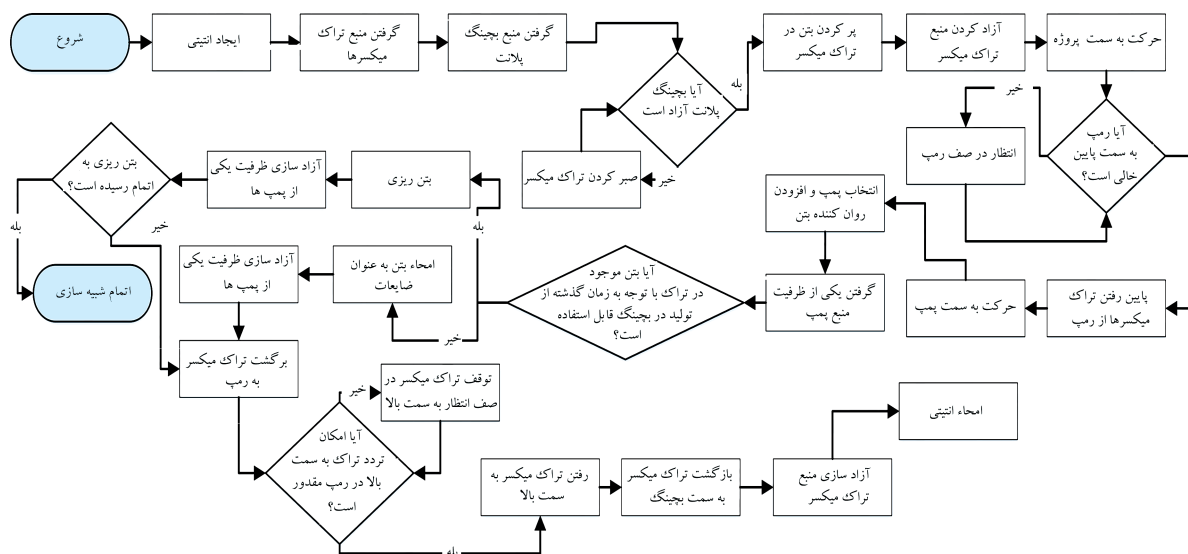 شروع
ایجاد انتیتی
گرفتن منبع تراک
میکسرها
گرفتن منبع بچینگ
پلانت
آیا بچینگ
پلانت آزاد است
بله
خیر
صبر کردن تراک میکسر
پر کردن بتن در
تراک میکسر
آزاد کردن منبع
تراک میکسر
حرکت به سمت پروژه
آیا رمپ
به سمت پایین
خالی است؟
خیر
انتظار در صف رمپ
پایین رفتن تراک
میکسرها از رمپ
حرکت به سمت پمپ
انتخاب پمپ و افزودن
روان کننده بتن
گرفتن یکی از ظرفیت
منبع پمپ
آیا بتن موجود
در تراک با توجه به زمان گذشته از
تولید در بچینگ قابل استفاده
است؟
بله
خیر
بتن ریزی
آزاد سازی ظرفیت یکی
از پمپ ها
بتن ریزی به
اتمام رسیده است؟
بله
خیر
اتمام شبیه سازی
امحاء بتن به عنوان
ضایعات
آزاد سازی ظرفیت یکی
از پمپ ها
برگشت تراک میکسر
به رمپ
آیا امکان
تردد تراک به سمت
بالا در رمپ مقدور
است؟
خیر
توقف تراک میکسر در
صف انتظار به سمت بالا
بله
رفتن تراک میکسر به
سمت بالا
بازگشت تراک میکسر
به سمت بچینگ
آزاد سازی منبع
تراک میکسر
امحاء انتیتی